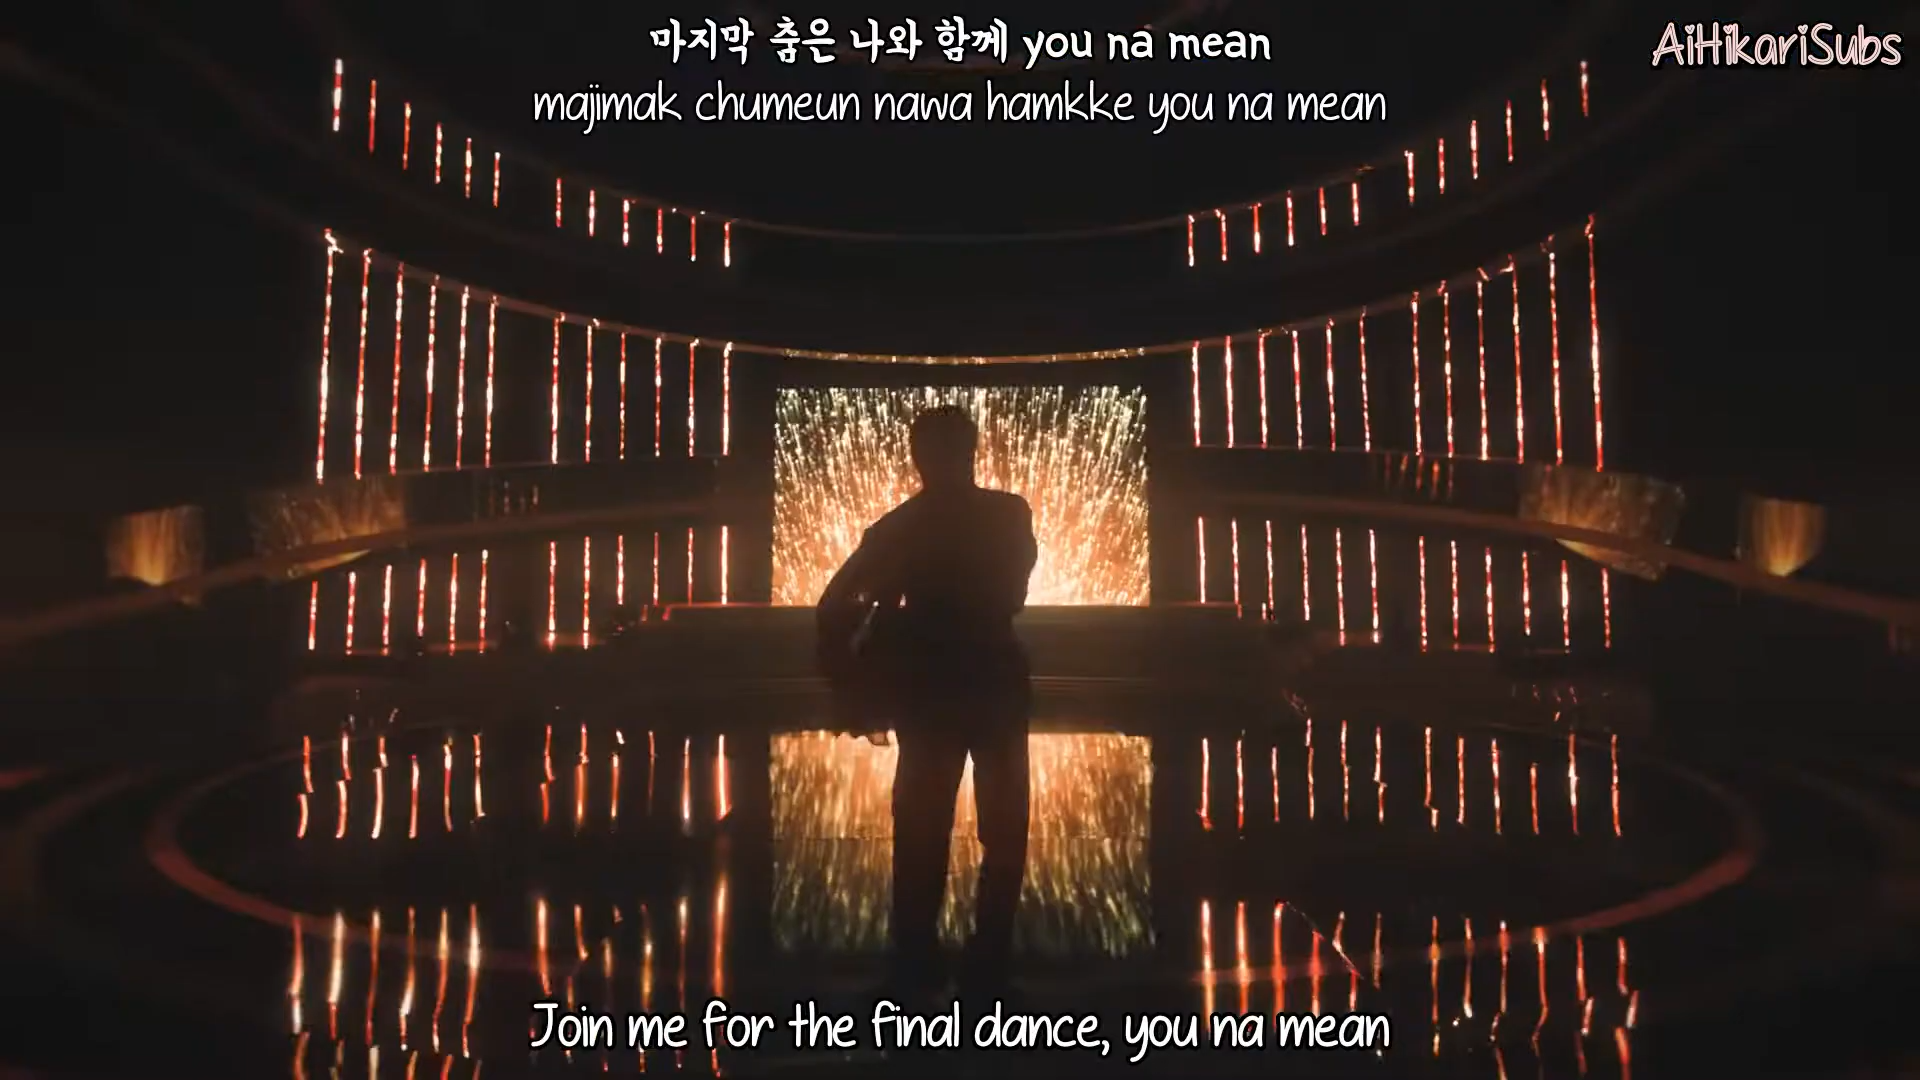 마지막 춤은 나와 함께 you na mean
AiHikariSubs
majimak chumeun nawa hamkke you na mean
Join me for the final dance, you na mean